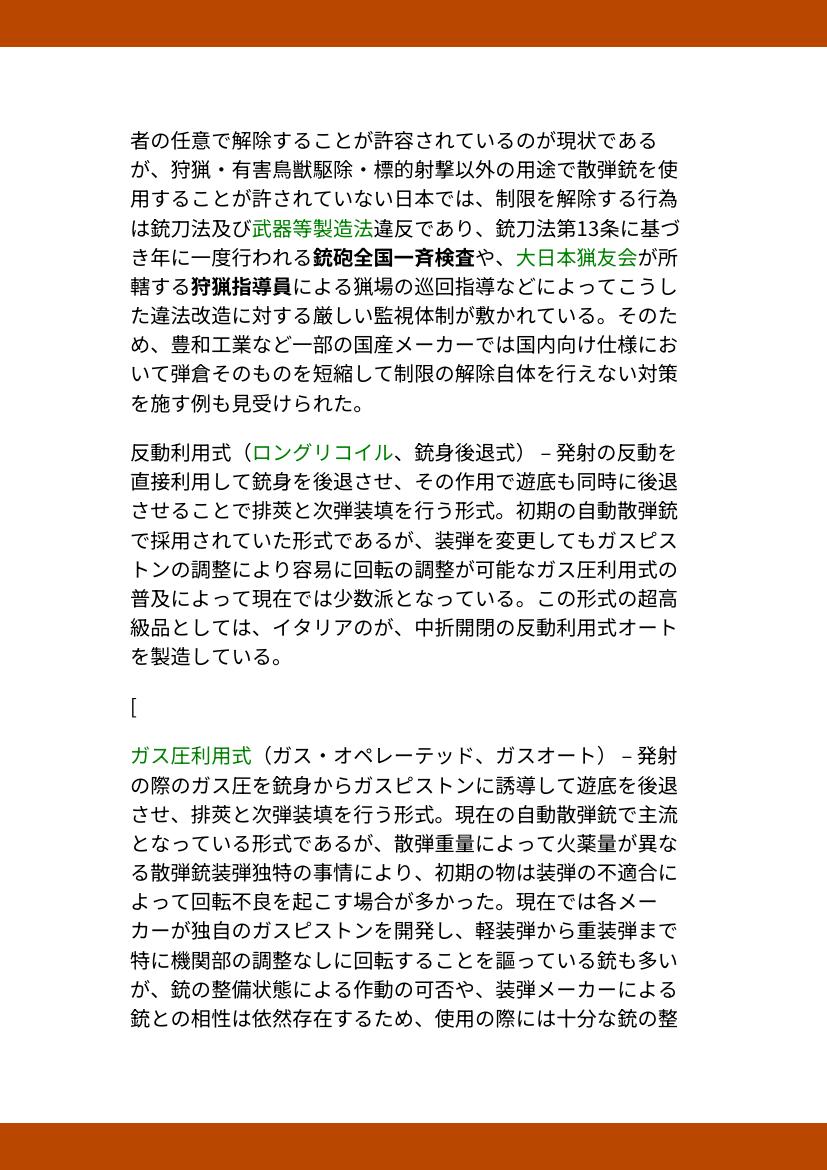 者の任意で解除することが許容されているのが現状である
が、狩猟・有害鳥獣駆除・標的射撃以外の用途で散弾銃を使
用することが許されていない日本では、制限を解除する行為
は銃刀法及び武器等製造法違反であり、銃刀法第13条に基づ
き年に一度行われる銃砲全国一斉検査や、大日本猟友会が所
轄する狩猟指導員による猟場の巡回指導などによってこうし
た違法改造に対する厳しい監視体制が敷かれている。そのた
め、豊和工業など一部の国産メーカーでは国内向け仕様にお
いて弾倉そのものを短縮して制限の解除自体を行えない対策
を施す例も見受けられた。
反動利用式（ロングリコイル、銃身後退式） – 発射の反動を
直接利用して銃身を後退させ、その作用で遊底も同時に後退
させることで排莢と次弾装填を行う形式。初期の自動散弾銃
で採用されていた形式であるが、装弾を変更してもガスピス
トンの調整により容易に回転の調整が可能なガス圧利用式の
普及によって現在では少数派となっている。この形式の超高
級品としては、イタリアのが、中折開閉の反動利用式オート
を製造している。
[
ガス圧利用式（ガス・オペレーテッド、ガスオート） – 発射
の際のガス圧を銃身からガスピストンに誘導して遊底を後退
させ、排莢と次弾装填を行う形式。現在の自動散弾銃で主流
となっている形式であるが、散弾重量によって火薬量が異な
る散弾銃装弾独特の事情により、初期の物は装弾の不適合に
よって回転不良を起こす場合が多かった。現在では各メー
カーが独自のガスピストンを開発し、軽装弾から重装弾まで
特に機関部の調整なしに回転することを謳っている銃も多い
が、銃の整備状態による作動の可否や、装弾メーカーによる
銃との相性は依然存在するため、使用の際には十分な銃の整